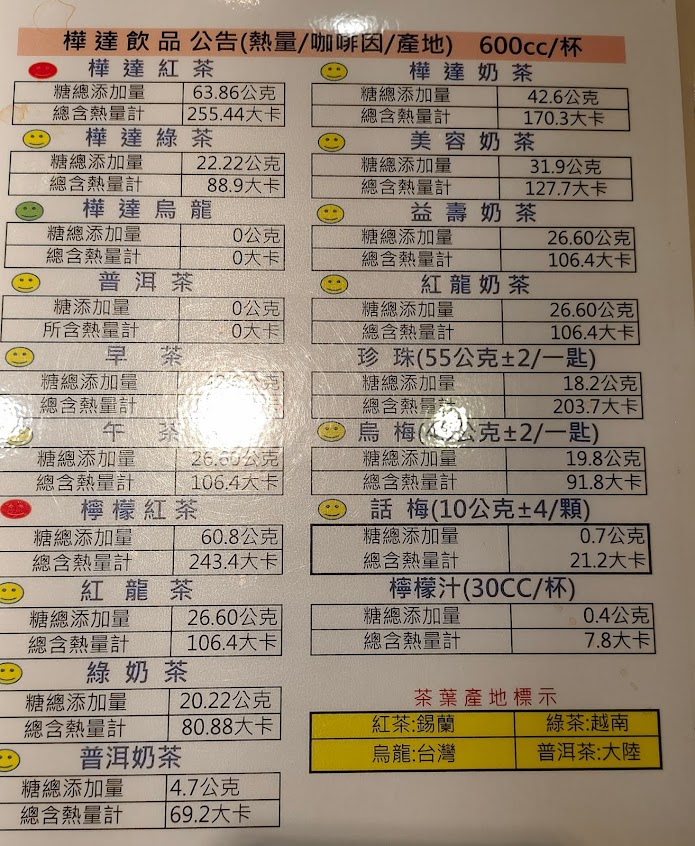 樺 達 飲 品 公告(熱量/咖啡因/產地) 600cc/杯
樺 達 紅 茶
糖總添加量 63.86公克
總含熱量計 255.44大卡
樺 達 綠 茶
糖總添加量 22.22公克
總含熱量計 88.9大卡
樺 達 烏 龍
糖總添加量 0公克
總含熱量計 0大卡
普 洱 茶
糖添加量 0公克
所含熱量計 0大卡
早 茶
糖總添加量 公克
總含熱量計 大卡
午 茶
糖總添加量 26.60公克
總含熱量計 106.4大卡
檸 檬 紅 茶
糖總添加量 60.8公克
總含熱量計 243.4大卡
紅 龍 茶
糖總添加量 26.60公克
總含熱量計 106.4大卡
綠 奶 茶
糖總添加量 20.22公克
總含熱量計 80.88大卡
普洱奶茶
糖總添加量 4.7公克
總含熱量計 69.2大卡
樺 達 奶 茶
糖總添加量 42.6公克
總含熱量計 170.3大卡
美 容 奶 茶
糖總添加量 31.9公克
總含熱量計 127.7大卡
益 壽 奶 茶
糖總添加量 26.60公克
總含熱量計 106.4大卡
紅 龍 奶 茶
糖總添加量 26.60公克
總含熱量計 106.4大卡
珍 珠(55公克±2/一匙)
糖總添加量 18.2公克
總含熱量計 203.7大卡
烏 梅( 公克±2/一匙)
糖總添加量 19.8公克
總含熱量計 91.8大卡
話 梅(10公克±4/顆)
糖總添加量 0.7公克
總含熱量計 21.2大卡
檸檬汁(30CC/杯)
糖總添加量 0.4公克
總含熱量計 7.8大卡
茶 葉 產 地 標 示
紅茶:錫蘭 綠茶:越南
烏龍:台灣 普洱茶:大陸